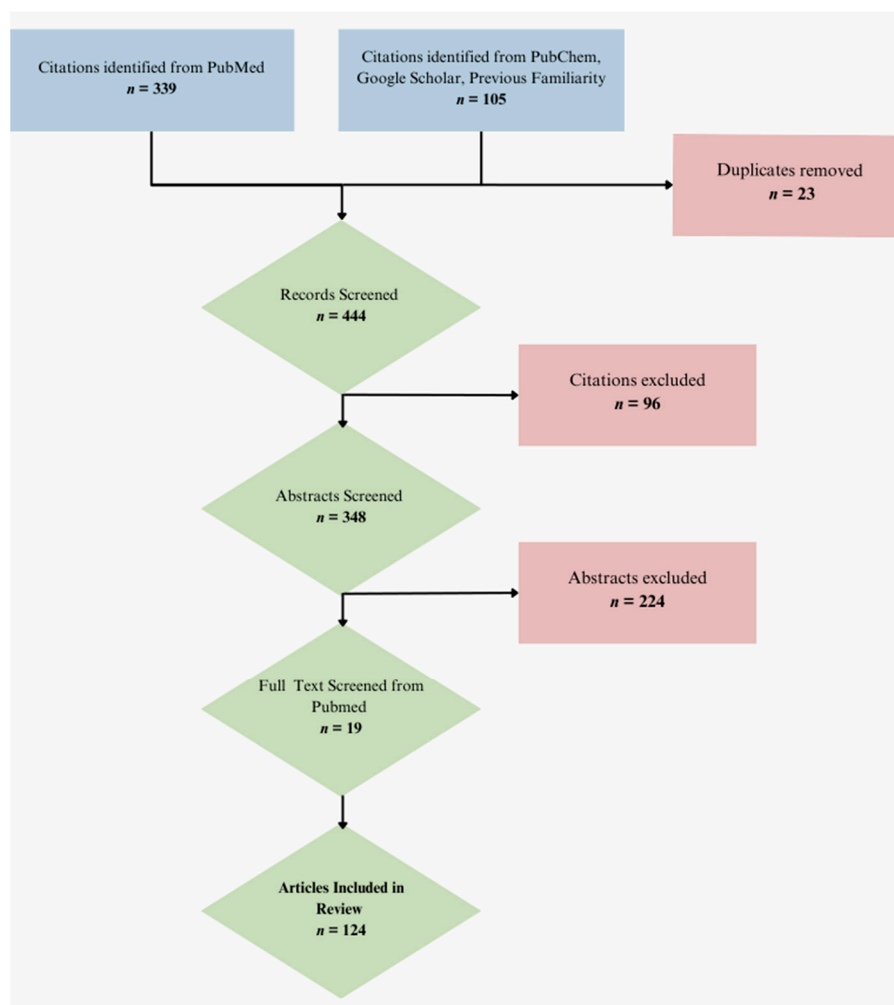 Citations identified from PubMed
n = 339
Citations identified from PubChem,
Google Scholar, Previous Familiarity
n = 105
Duplicates removed
n = 23
Records Screened
n = 444
Citations excluded
n = 96
Abstracts Screened
n = 348
Abstracts excluded
n = 224
Full Text Screened from
Pubmed
n = 19
Articles Included in
Review
n = 124